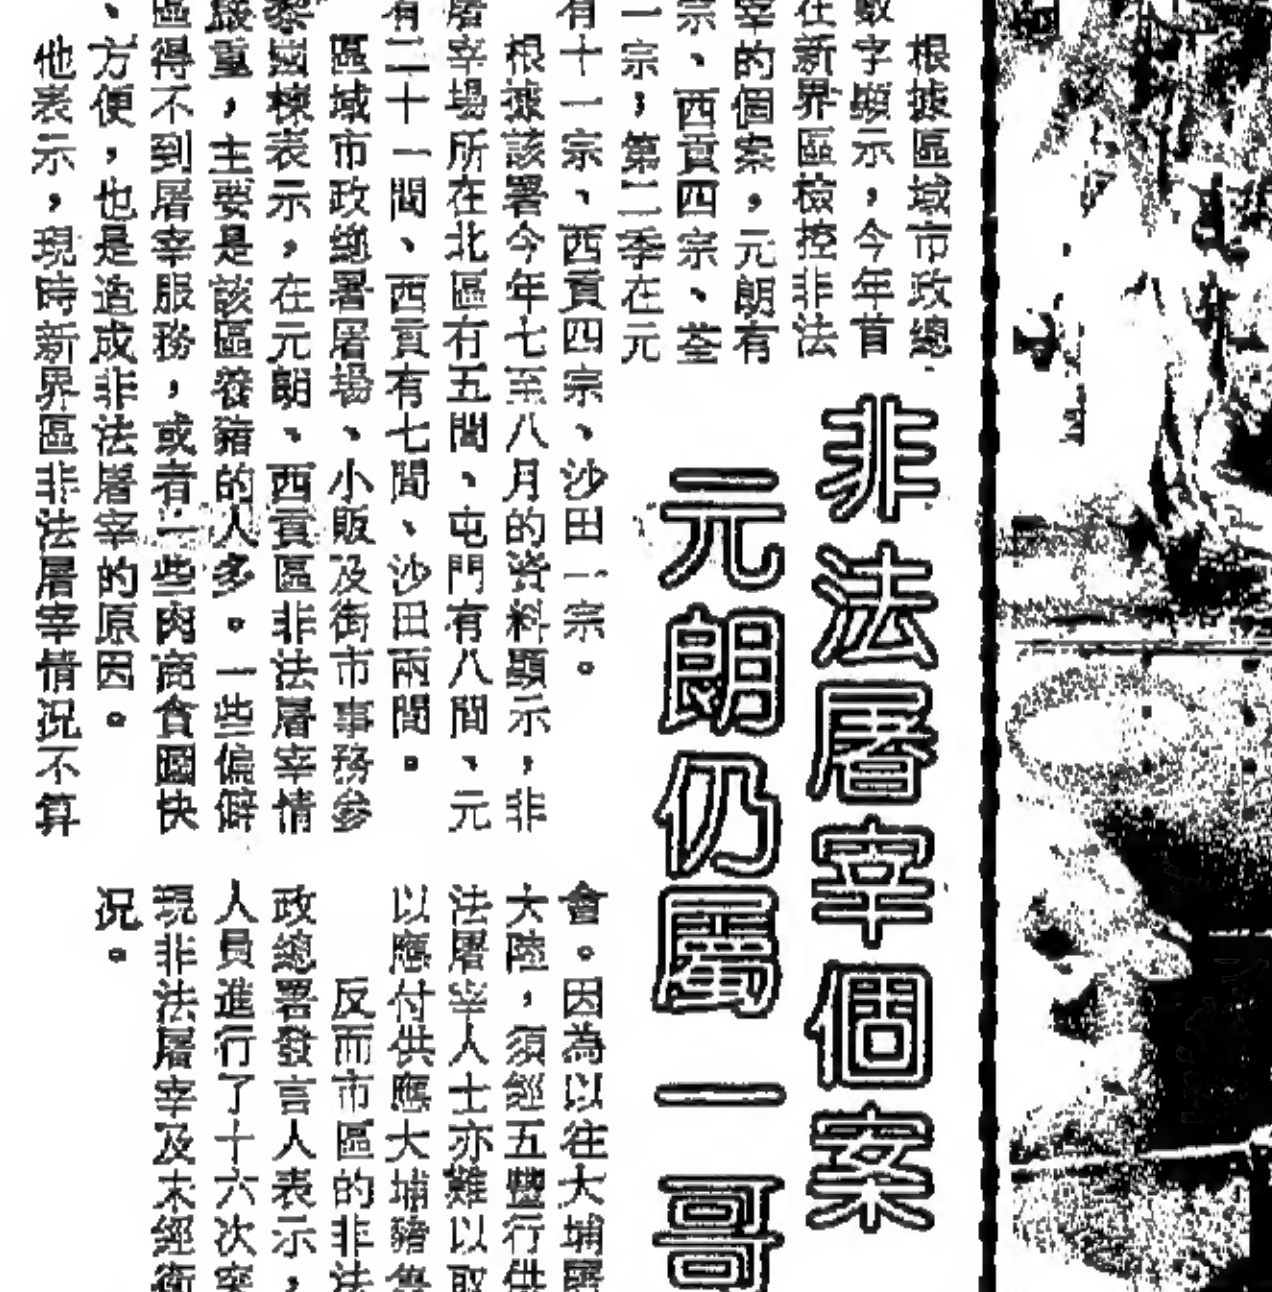 非法屠宰個案
元朗仍屬一哥
根據區域市政總
數字顯示，今年首
在新界區檢控非法
宰的個案，元朗有
宗、西貢四宗、荃
一宗；第二季在元
有十一宗、西貢四宗、沙田一宗。
根據該署今年七至八月的資料顯示，非
屠宰場所在北區有五間、屯門有八間、元
有二十一間、西貢有七間、沙田兩間。
區域市政總署屠場、小販及街市事務參
黎樹棟表示，在元朗、西貢區非法屠宰情
嚴重，主要是該區養豬的人多。一些偏僻
區得不到屠宰服務，或者一些肉商貪圖快
、方便，也是造成非法屠宰的原因。
他表示，現時新界區非法屠宰情況不算
會。因為以往大埔
大陸，須經五豐行供
法屠宰人士亦難以取
以應付供應大埔豬隻
反而市區的非法
政總署發言人表示，
人員進行了十六次突
現非法屠宰及未經衛
況。